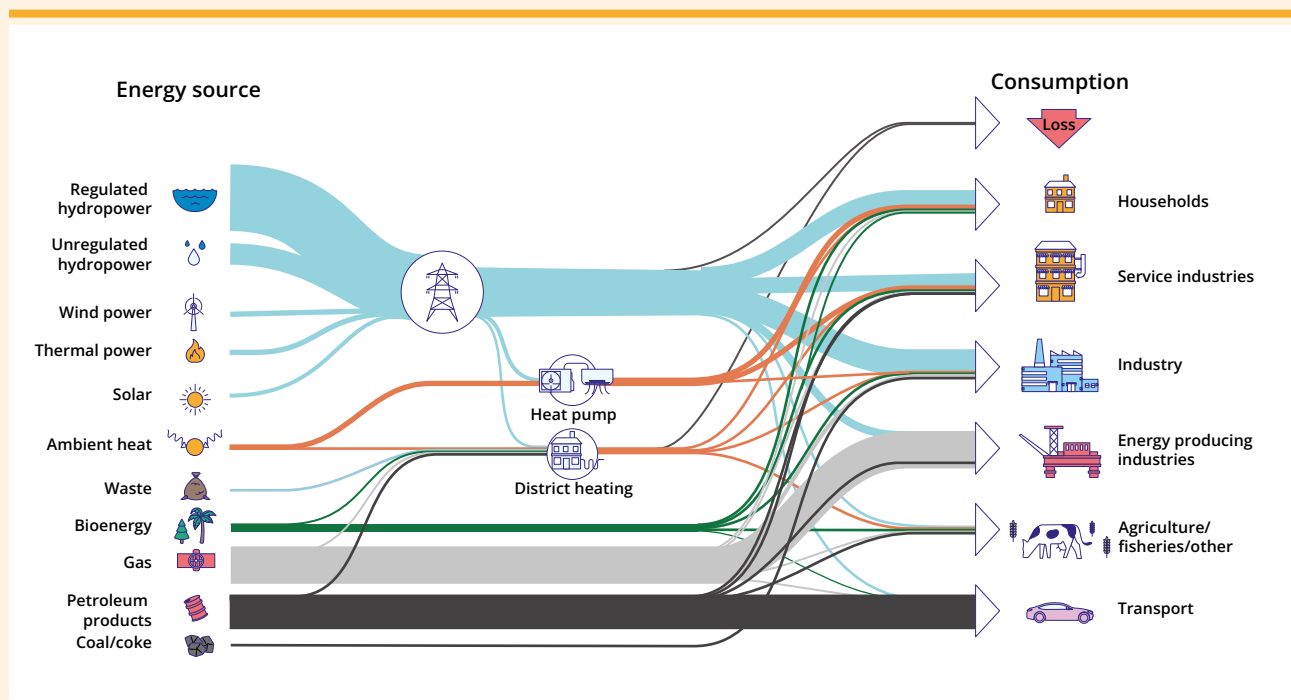 Energy source
Regulated
hydropower
Unregulated
hydropower
Wind power
Thermal power
Solar
Ambient heat
Waste
Bioenergy
Gas
Petroleum
products
Coal/coke
Heat pump
District heating
Consumption
Loss
Households
Service industries
Industry
Energy producing
industries
Agriculture/
fisheries/other
Transport